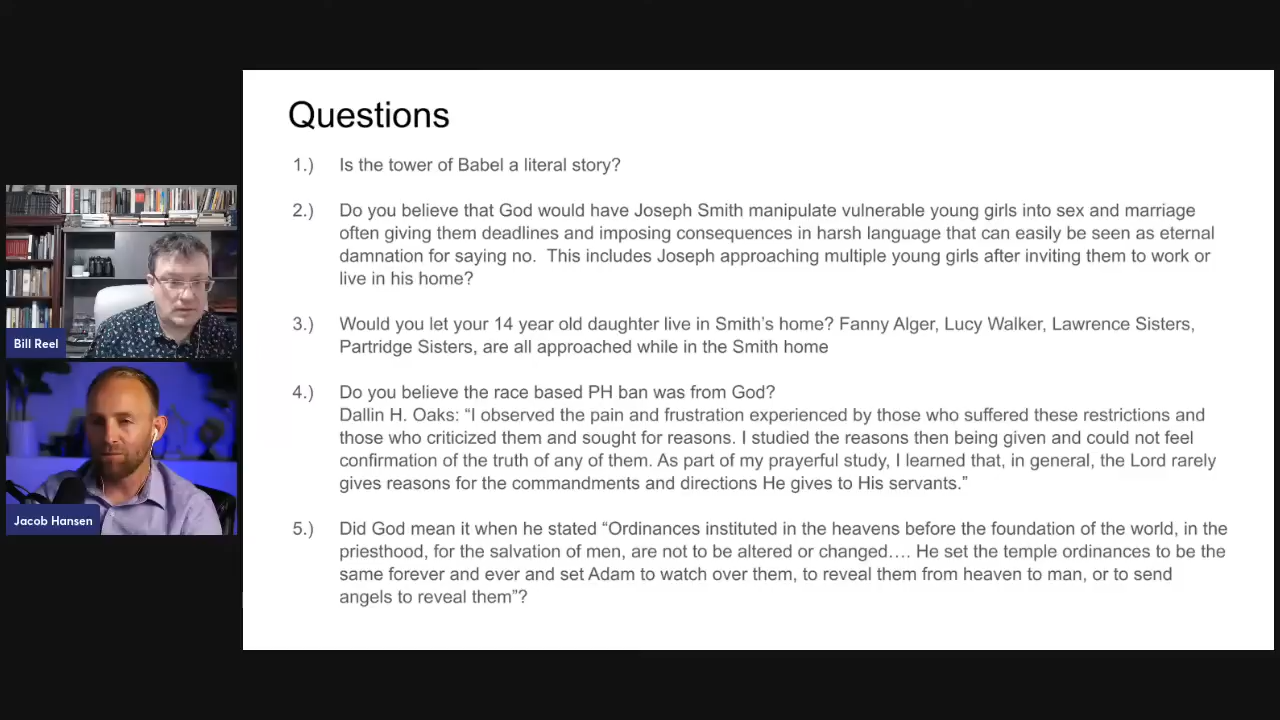 Questions
1.) Is the tower of Babel a literal story?
2.) Do you believe that God would have Joseph Smith manipulate vulnerable young girls into sex and marriage
often giving them deadlines and imposing consequences in harsh language that can easily be seen as eternal
damnation for saying no.  This includes Joseph approaching multiple young girls after inviting them to work or
live in his home?
3.) Would you let your 14 year old daughter live in Smith's home? Fanny Alger, Lucy Walker, Lawrence Sisters,
Partridge Sisters, are all approached while in the Smith home
4.) Do you believe the race based PH ban was from God?
Dallin H. Oaks: “I observed the pain and frustration experienced by those who suffered these restrictions and
those who criticized them and sought for reasons. I studied the reasons then being given and could not feel
confirmation of the truth of any of them. As part of my prayerful study, I learned that, in general, the Lord rarely
gives reasons for the commandments and directions He gives to His servants.”
5.) Did God mean it when he stated “Ordinances instituted in the heavens before the foundation of the world, in the
priesthood, for the salvation of men, are not to be altered or changed…. He set the temple ordinances to be the
same forever and ever and set Adam to watch over them, to reveal them from heaven to man, or to send
angels to reveal them”?
Bill Reel
Jacob Hansen